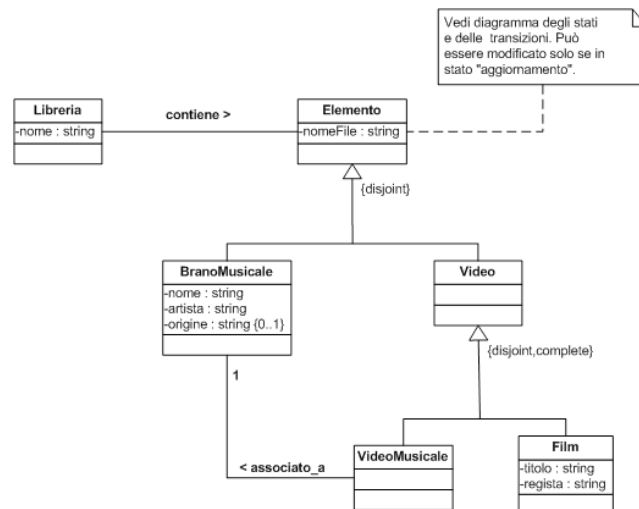 Vedi diagramma degli stati
e delle transizioni. Può
essere modificato solo se in
stato "aggiornamento".
Libreria
-nome : string
contiene >
Elemento
-nomeFile : string
{disjoint}
BranoMusicale
-nome : string
-artista : string
-origine : string {0..1}
Video
{disjoint,complete}
1
< associato_a
VideoMusicale
Film
-titolo : string
-regista : string